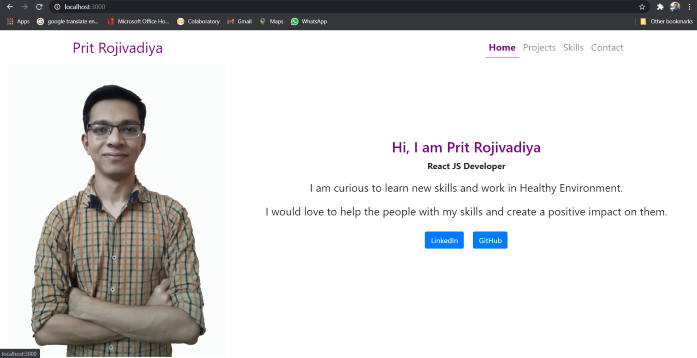 localhost:3000
Apps
google translate en...
Microsoft Office Ho...
Colaboratory
Gmail
Maps
WhatsApp
Other bookmarks
Prit Rojivadiya
Home
Projects
Skills
Contact
Hi, I am Prit Rojivadiya
React JS Developer
I am curious to learn new skills and work in Healthy Environment.
I would love to help the people with my skills and create a positive impact on them.
LinkedIn
GitHub
localhost:3000